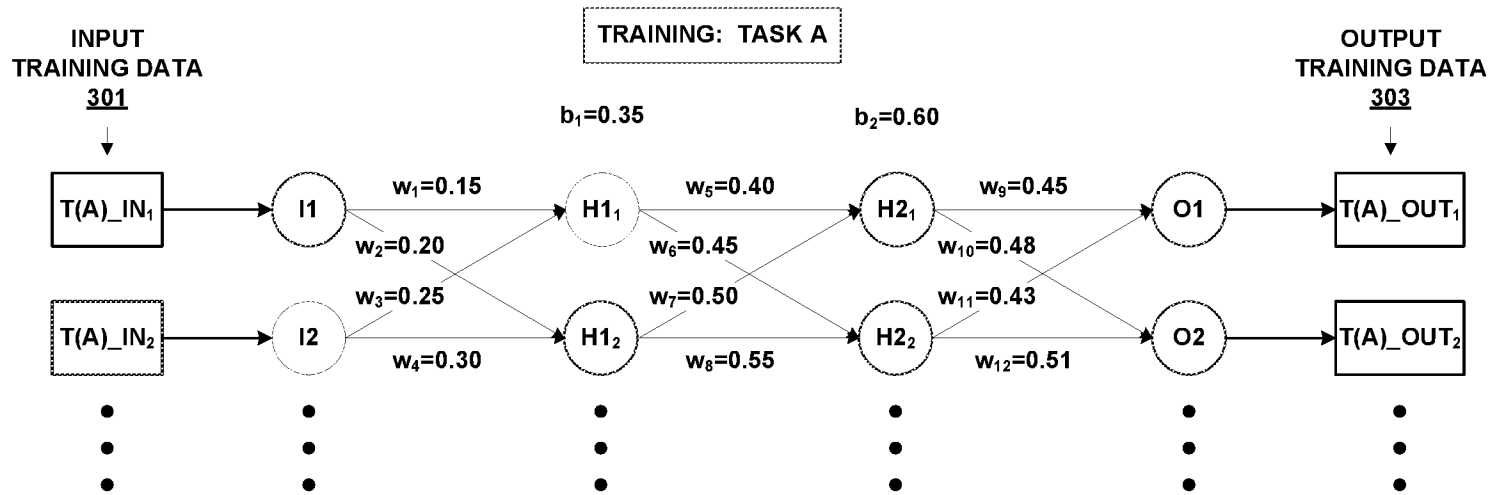 TRAINING: TASK A
INPUT
TRAINING DATA
301
OUTPUT
TRAINING DATA
303
b₁=0.35
b₂=0.60
T(A)_IN₁
I1
w₁=0.15
H1₁
w₅=0.40
H2₁
w₉=0.45
O1
T(A)_OUT₁
w₂=0.20
w₆=0.45
w₁₀=0.48
w₃=0.25
w₇=0.50
w₁₁=0.43
T(A)_IN₂
I2
w₄=0.30
H1₂
w₈=0.55
H2₂
w₁₂=0.51
O2
T(A)_OUT₂